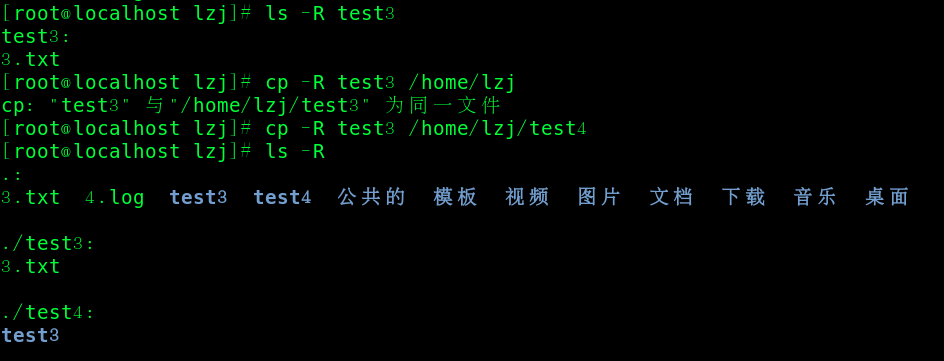 [root@localhost lzj]# ls -R test3
test3:
3.txt
[root@localhost lzj]# cp -R test3 /home/lzj
cp: "test3" 与"/home/lzj/test3" 为同一文件
[root@localhost lzj]# cp -R test3 /home/lzj/test4
[root@localhost lzj]# ls -R
.:
3.txt  4.log  test3  test4  公共的  模板  视频  图片  文档  下载  音乐  桌面
./test3:
3.txt
./test4:
test3